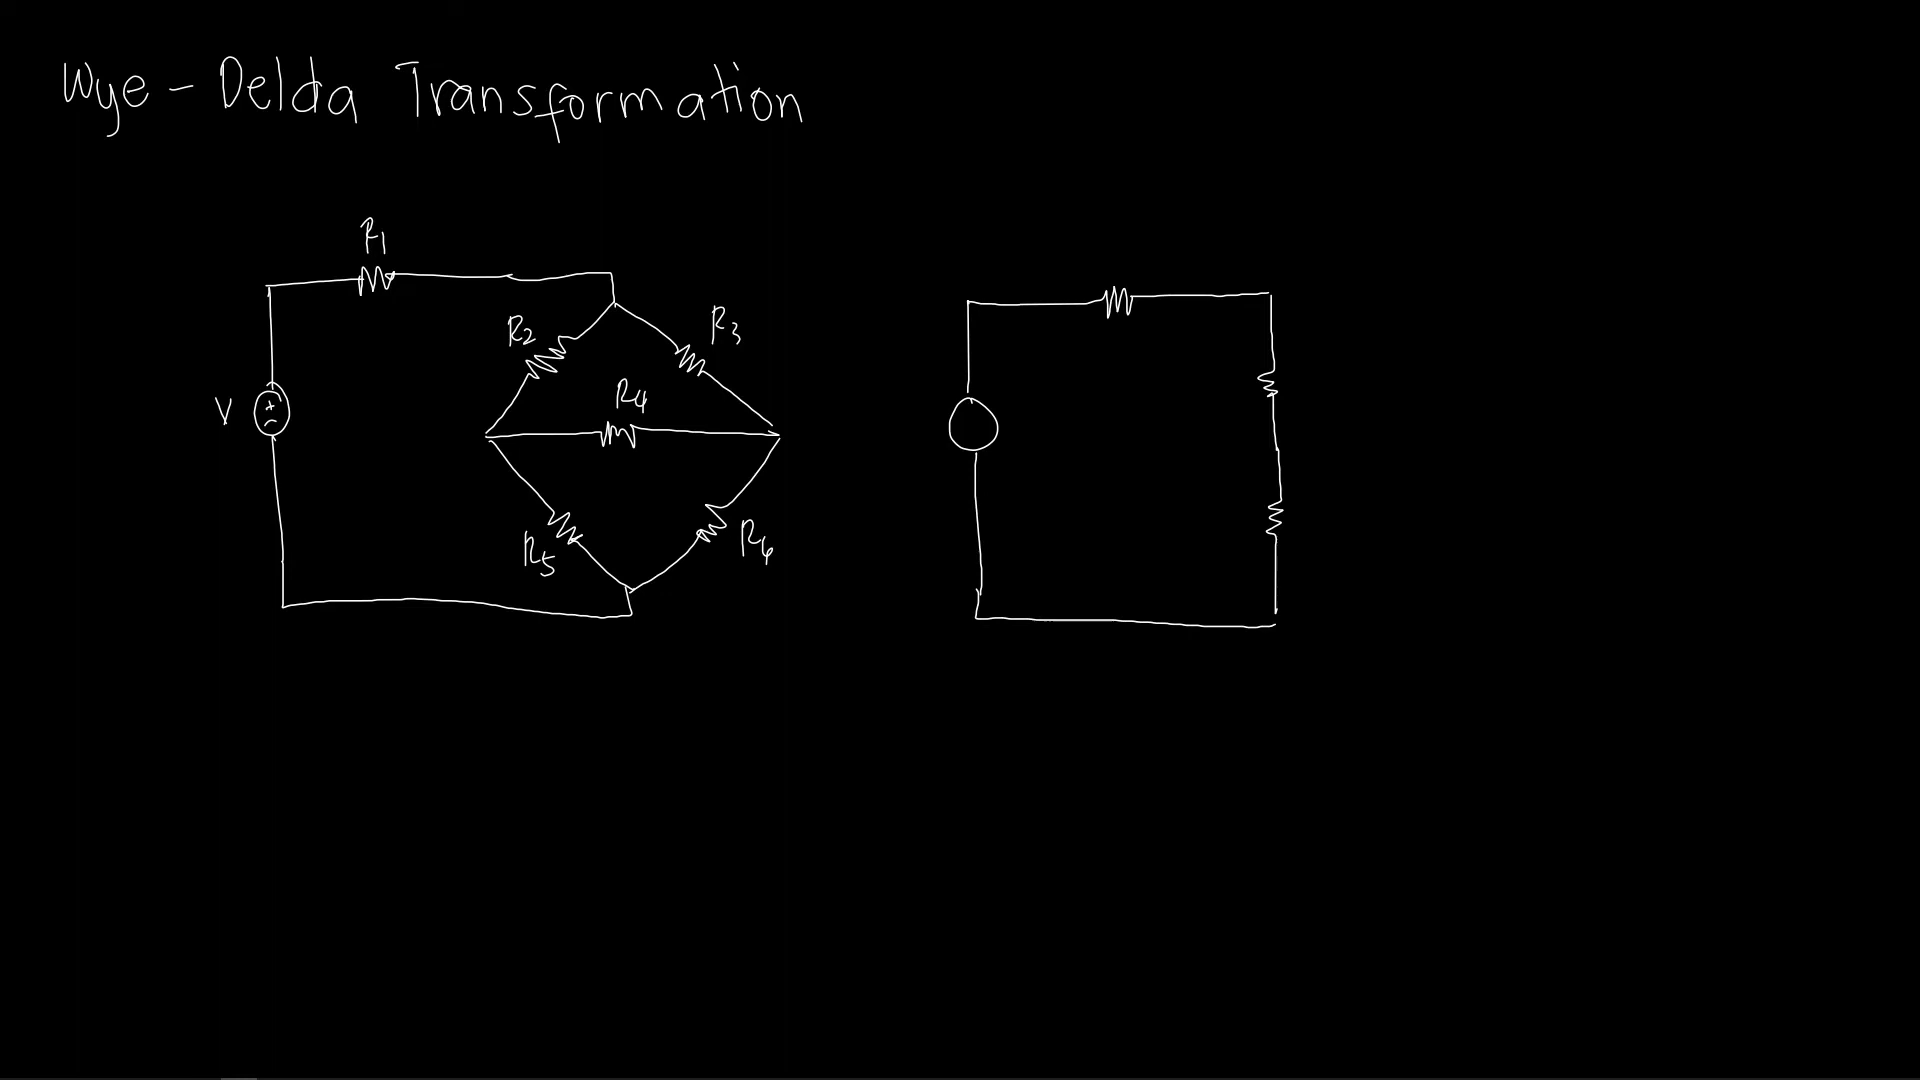 Wye - Delda Transformation
R1
R2
R3
R4
V
+
-
R5
R6